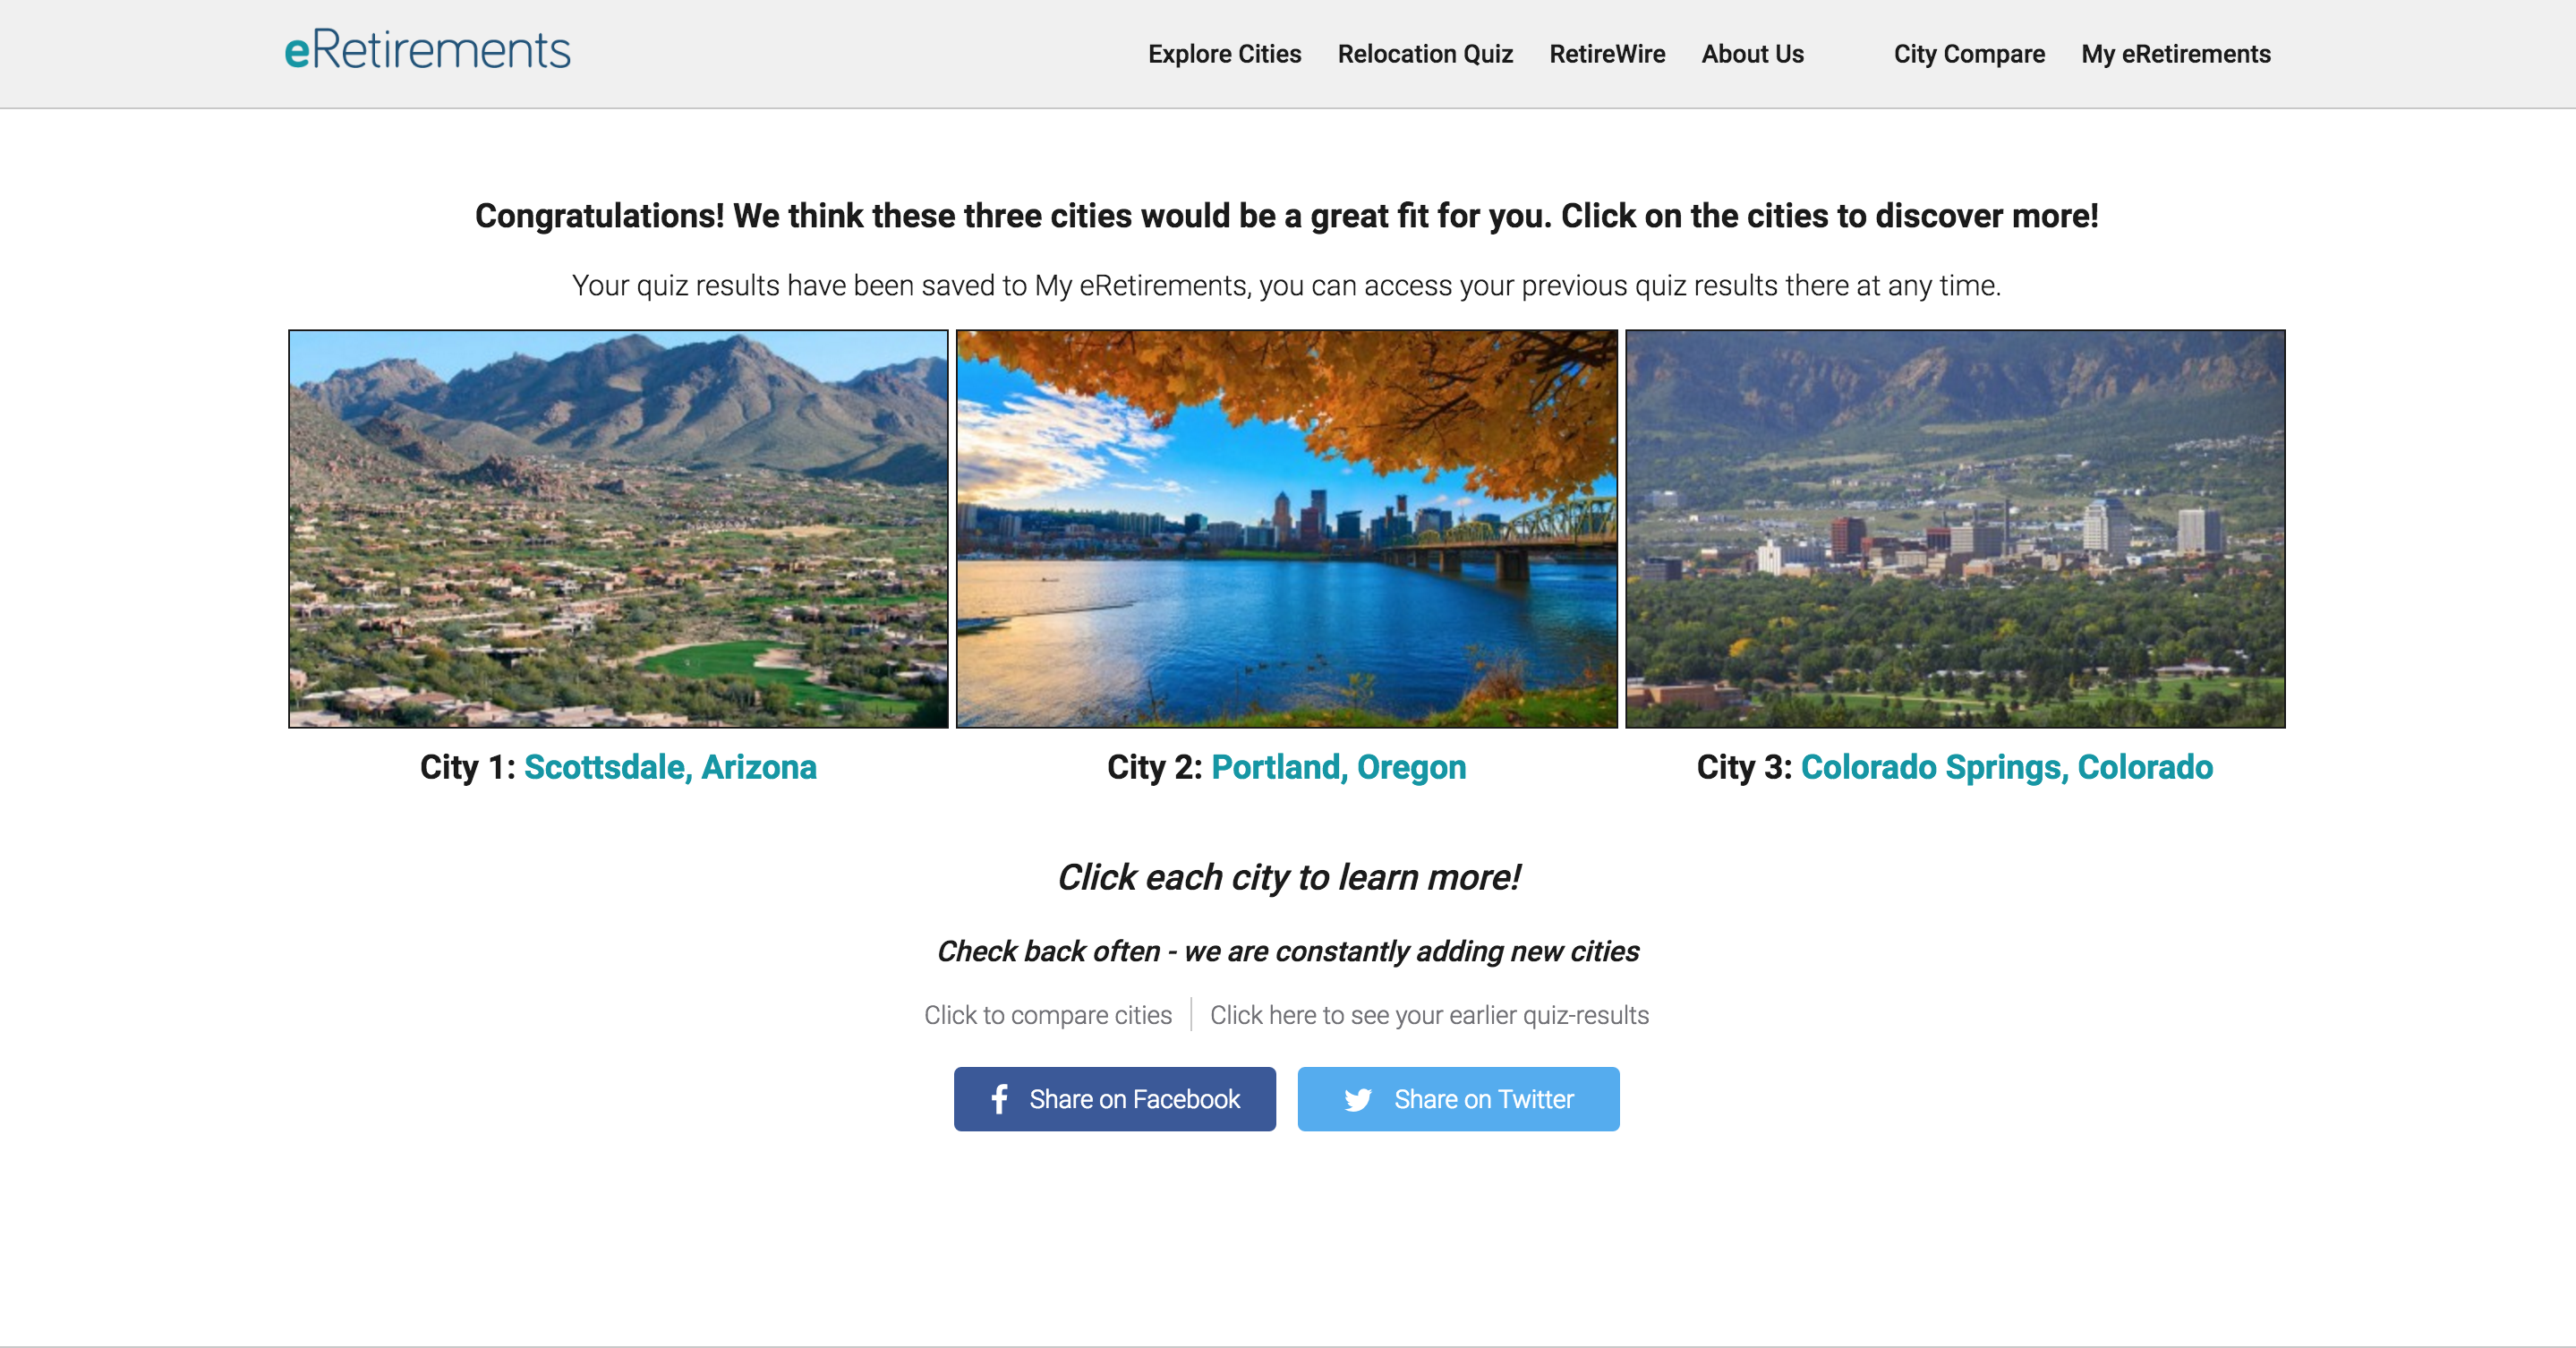 eRetirements
Explore Cities
Relocation Quiz
RetireWire
About Us
City Compare
My eRetirements
Congratulations! We think these three cities would be a great fit for you. Click on the cities to discover more!
Your quiz results have been saved to My eRetirements, you can access your previous quiz results there at any time.
City 1: Scottsdale, Arizona
City 2: Portland, Oregon
City 3: Colorado Springs, Colorado
Click each city to learn more!
Check back often - we are constantly adding new cities
Click to compare cities
Click here to see your earlier quiz-results
Share on Facebook
Share on Twitter